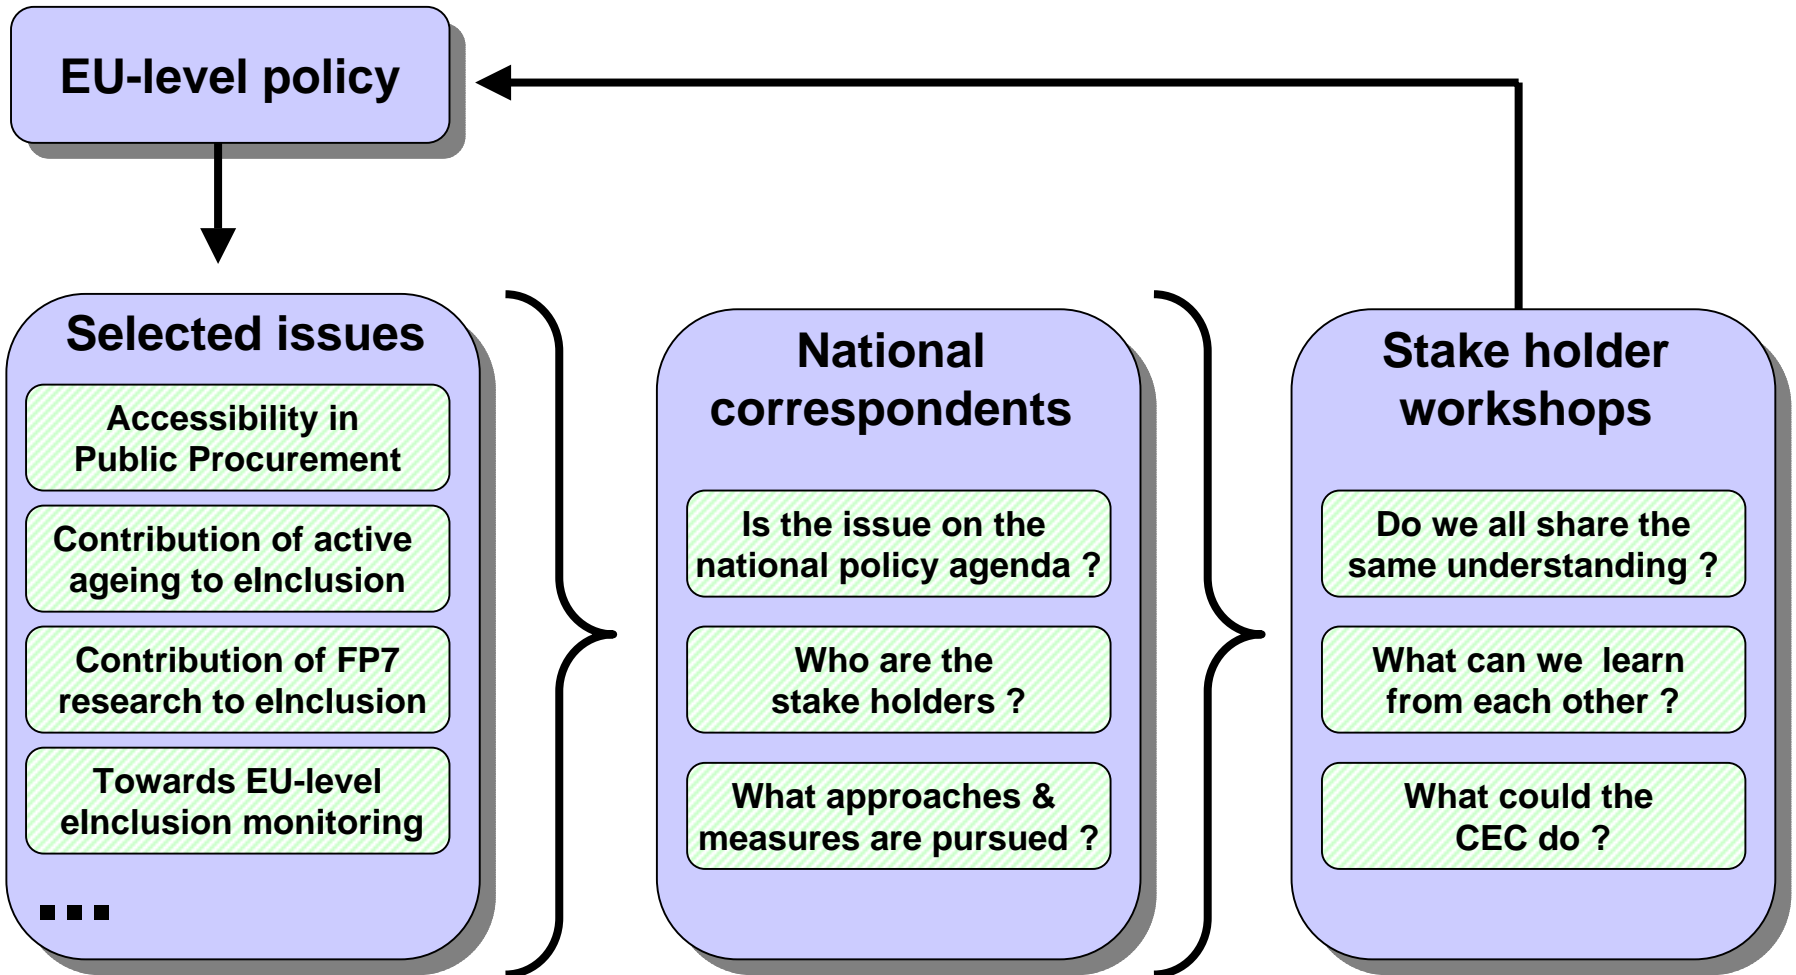 EU-level policy
Selected issues
Accessibility in
Public Procurement
Contribution of active
ageing to eInclusion
Contribution of FP7
research to eInclusion
Towards EU-level
eInclusion monitoring
...
National
correspondents
Is the issue on the
national policy agenda ?
Who are the
stake holders ?
What approaches &
measures are pursued ?
Stake holder
workshops
Do we all share the
same understanding ?
What can we learn
from each other ?
What could the
CEC do ?